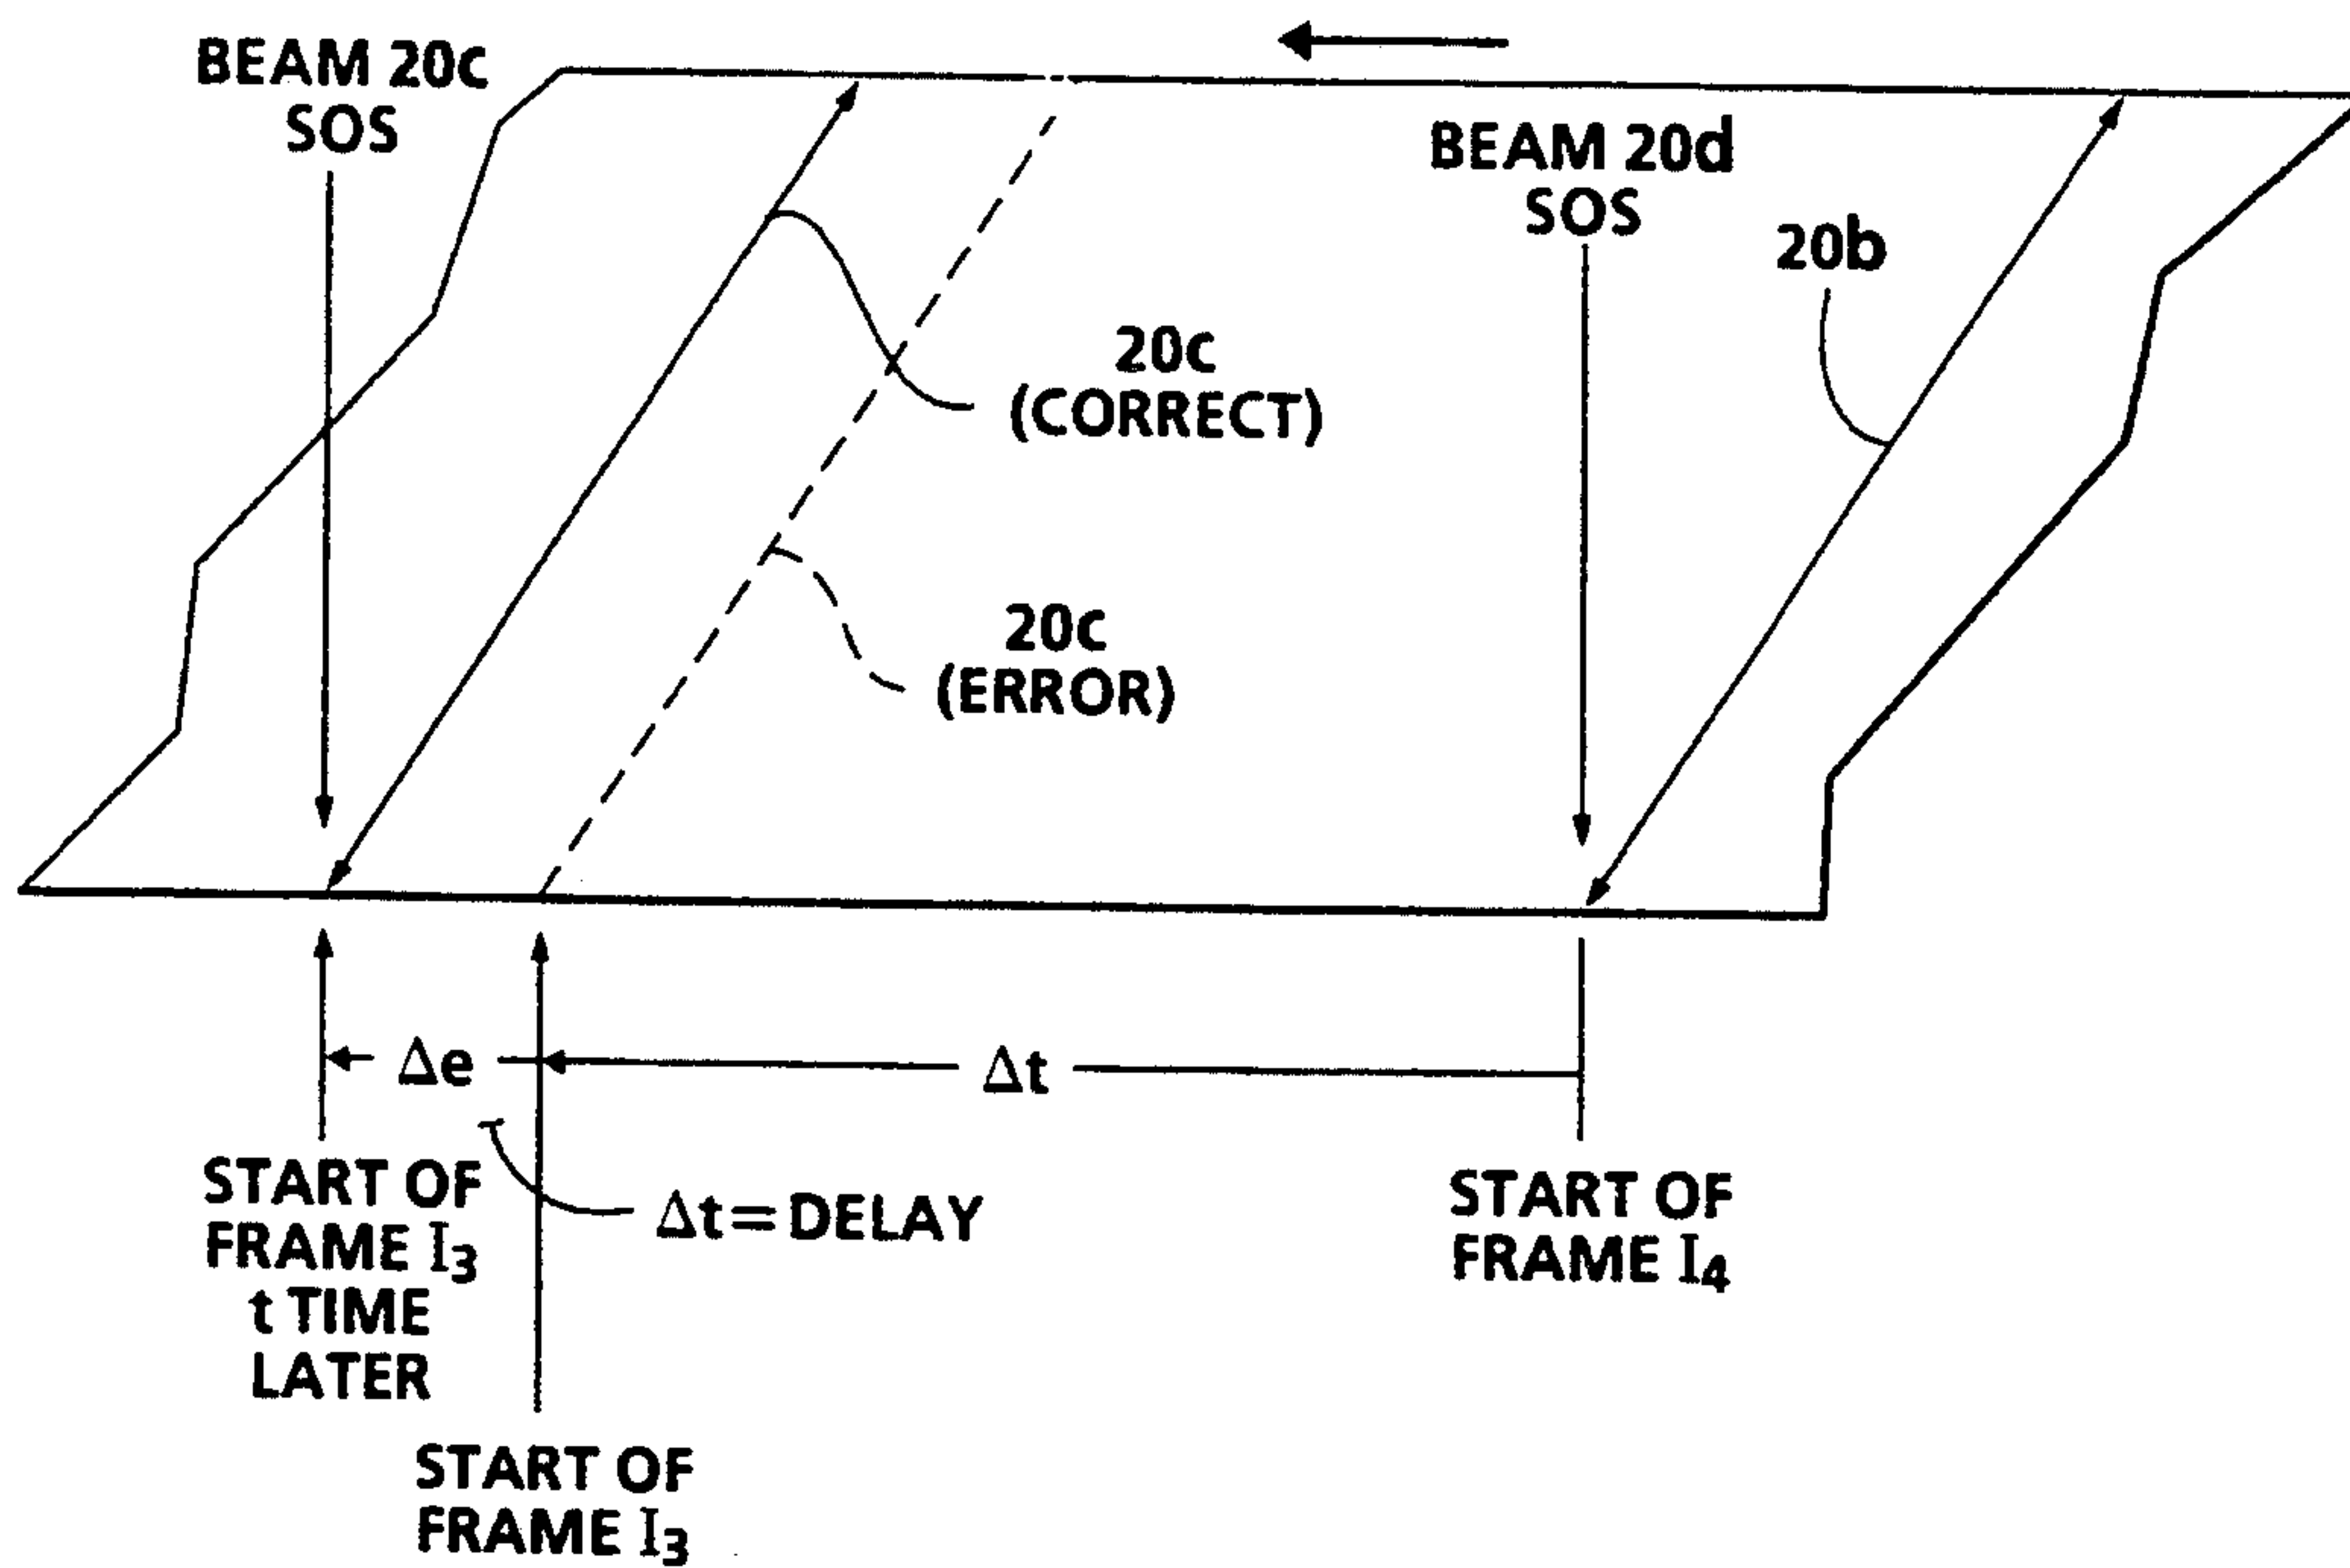 BEAM 20c
SOS
BEAM 20d
SOS
20b
20c
(CORRECT)
20c
(ERROR)
Δe
Δt
START OF
FRAME I3
t TIME
LATER
Δt=DELAY
START OF
FRAME I4
START OF
FRAME I3